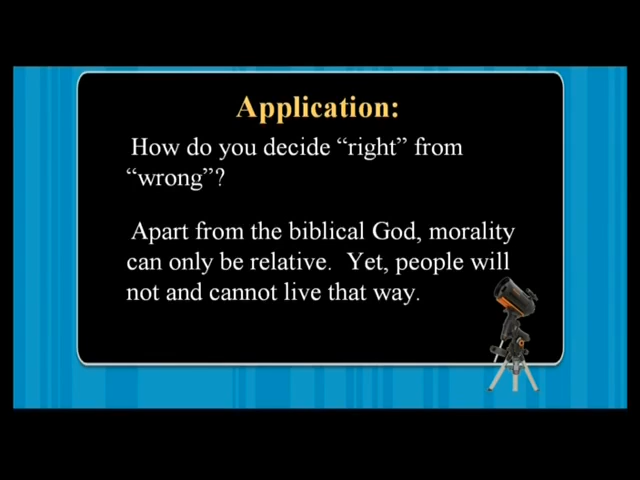 Application:
How do you decide “right” from
“wrong”?
Apart from the biblical God, morality
can only be relative.  Yet, people will
not and cannot live that way.